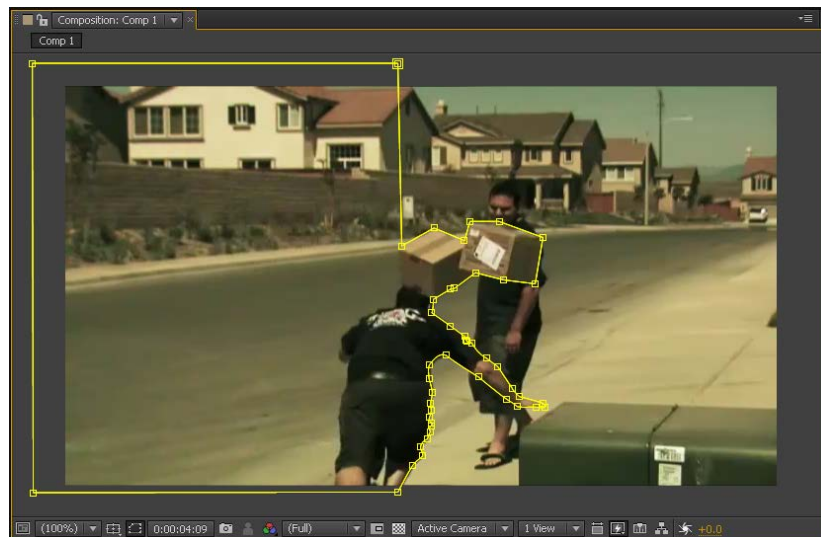 Composition: Comp 1
Comp 1
(100%) 0:00:04:09 (Full) Active Camera 1 View +0.0